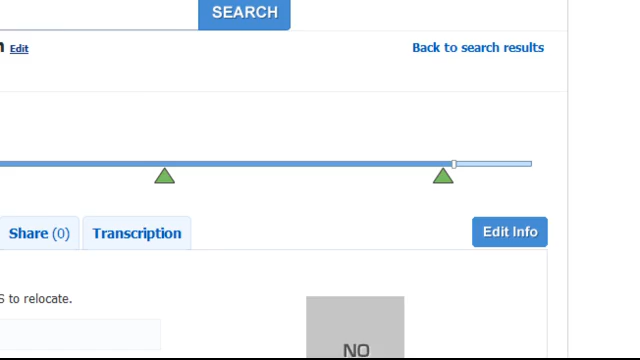 SEARCH
Edit
Back to search results
Share (0)
Transcription
Edit Info
to relocate.
NO